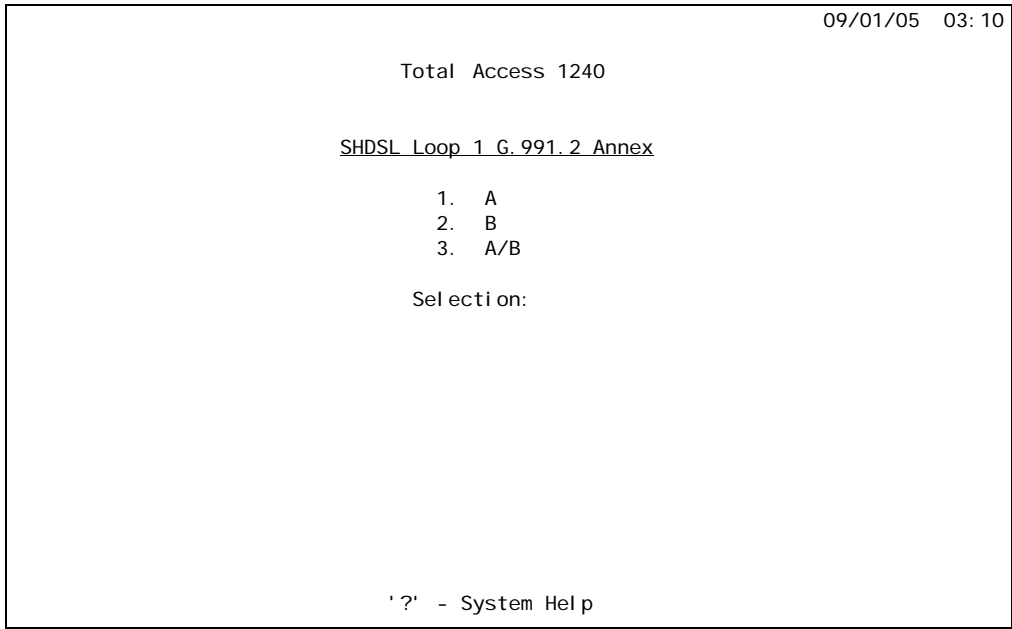 09/01/05 03:10
Total Access 1240
SHDSL Loop 1 G.991.2 Annex
1. A
2. B
3. A/B
Selection:
'?' - System Help